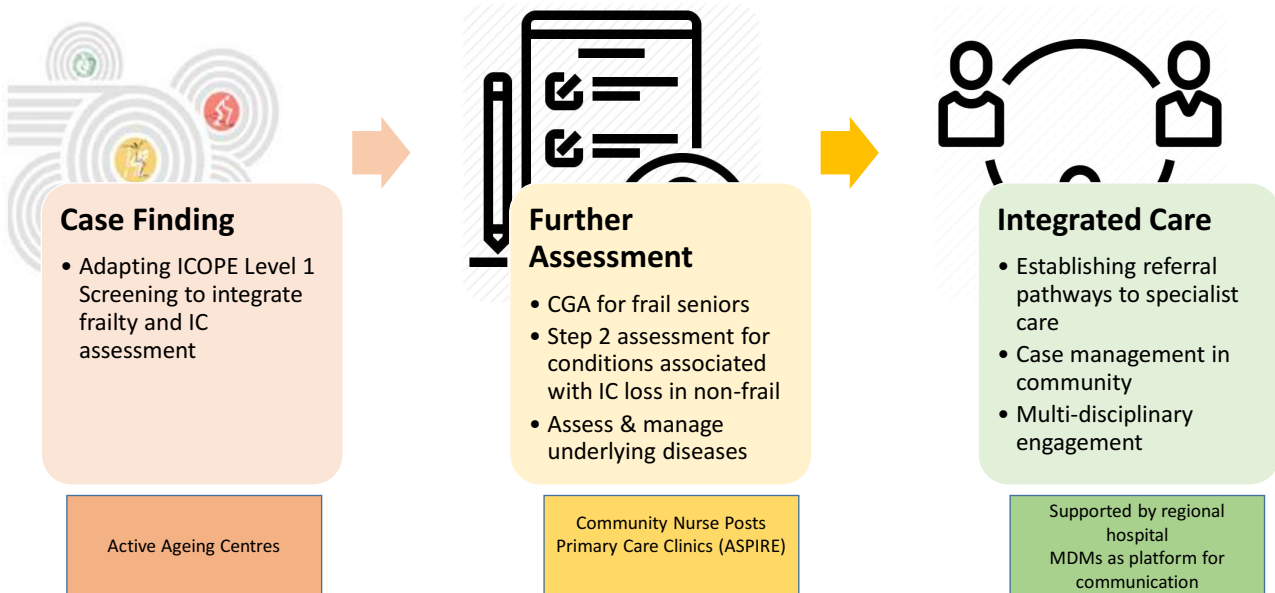 Case Finding
• Adapting ICOPE Level 1
Screening to integrate
frailty and IC
assessment
Active Ageing Centres
Further
Assessment
• CGA for frail seniors
• Step 2 assessment for
conditions associated
with IC loss in non-frail
• Assess & manage
underlying diseases
Community Nurse Posts
Primary Care Clinics (ASPIRE)
Integrated Care
• Establishing referral
pathways to specialist
care
• Case management in
community
• Multi-disciplinary
engagement
Supported by regional
hospital
MDMs as platform for
communication